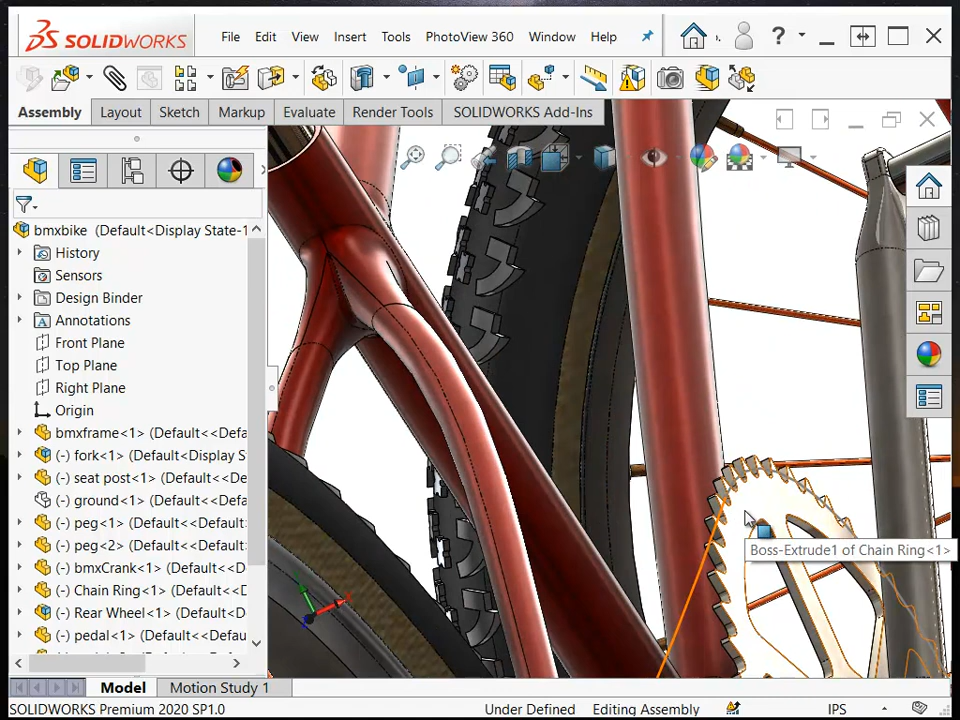 SOLIDWORKS File Edit View Insert Tools PhotoView 360 Window Help
Assembly Layout Sketch Markup Evaluate Render Tools SOLIDWORKS Add-Ins
bmxbike (Default<Display State-1
History
Sensors
Design Binder
Annotations
Front Plane
Top Plane
Right Plane
Origin
bmxframe<1> (Default<<Defa
(-) fork<1> (Default<Display S
(-) seat post<1> (Default<<De
(-) ground<1> (Default<<Defa
(-) peg<1> (Default<<Default
(-) peg<2> (Default<<Default
(-) bmxCrank<1> (Default<<D
(-) Chain Ring<1> (Default<<
(-) Rear Wheel<1> (Default<D
(-) pedal<1> (Default<<Defau
Boss-Extrude1 of Chain Ring<1>
Model Motion Study 1
SOLIDWORKS Premium 2020 SP1.0 Under Defined Editing Assembly IPS